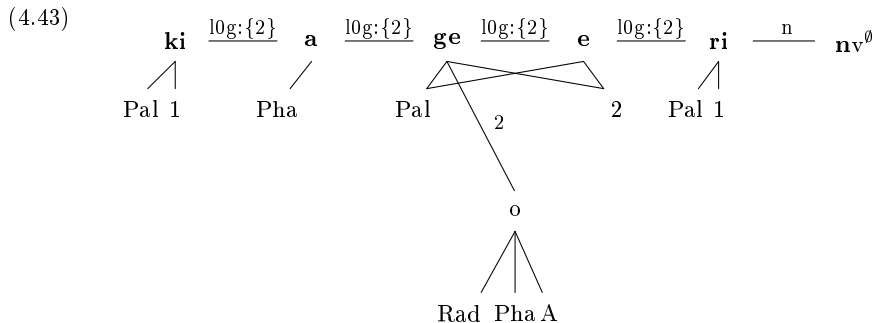 (4.43)
l0g:{2} l0g:{2} l0g:{2} l0g:{2} n
ki a ge e ri nv^∅
Pal 1 Pha Pal 2 Pal 1
2
o
Rad Pha A